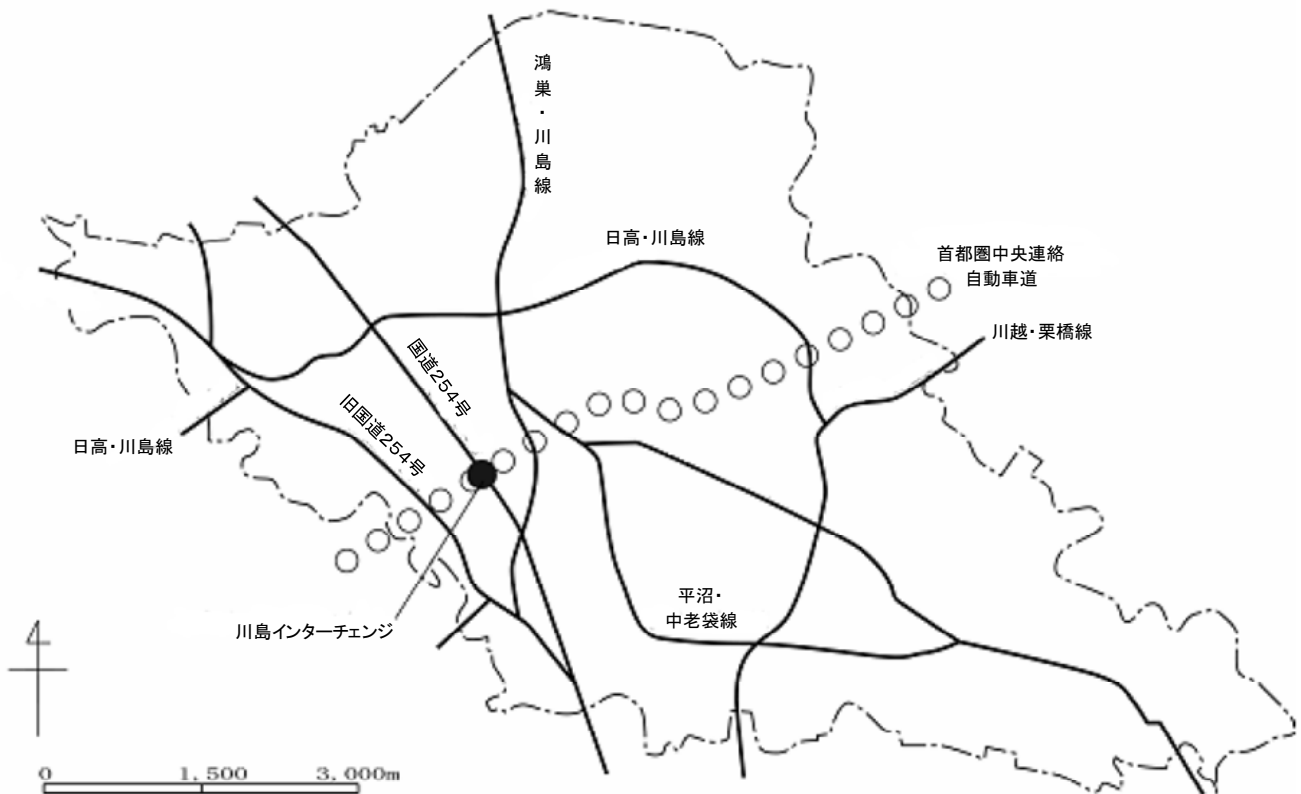 鴻巣・川島線
日高・川島線
首都圏中央連絡
自動車道
川越・栗橋線
国道254号
旧国道254号
日高・川島線
平沼・
中老袋線
川島インターチェンジ
0 1,500 3,000m